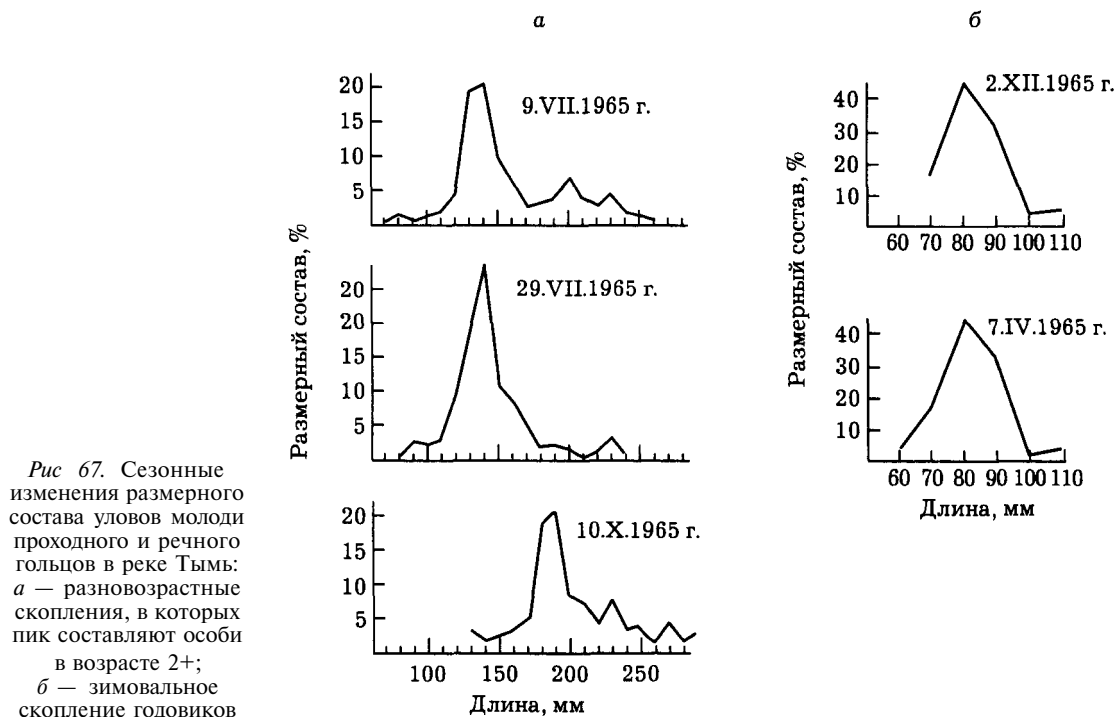 а
20
15
10
5
9.VII.1965 г.
Размерный состав, %
20
20
15
10
5
29.VII.1965 г.
20
15
10
5
10.X.1965 г.
100 150 200 250
Длина, мм
б
40
30
20
10
2.XII.1965 г.
60 70 80 90 100 110
Размерный состав, %
40
30
20
10
7.IV.1965 г.
60 70 80 90 100 110
Длина, мм
Рис 67. Сезонные
изменения размерного
состава уловов молоди
проходного и речного
гольцов в реке Тымь:
а — разновозрастные
скопления, в которых
пик составляют особи
в возрасте 2+;
б — зимовальное
скопление годовиков